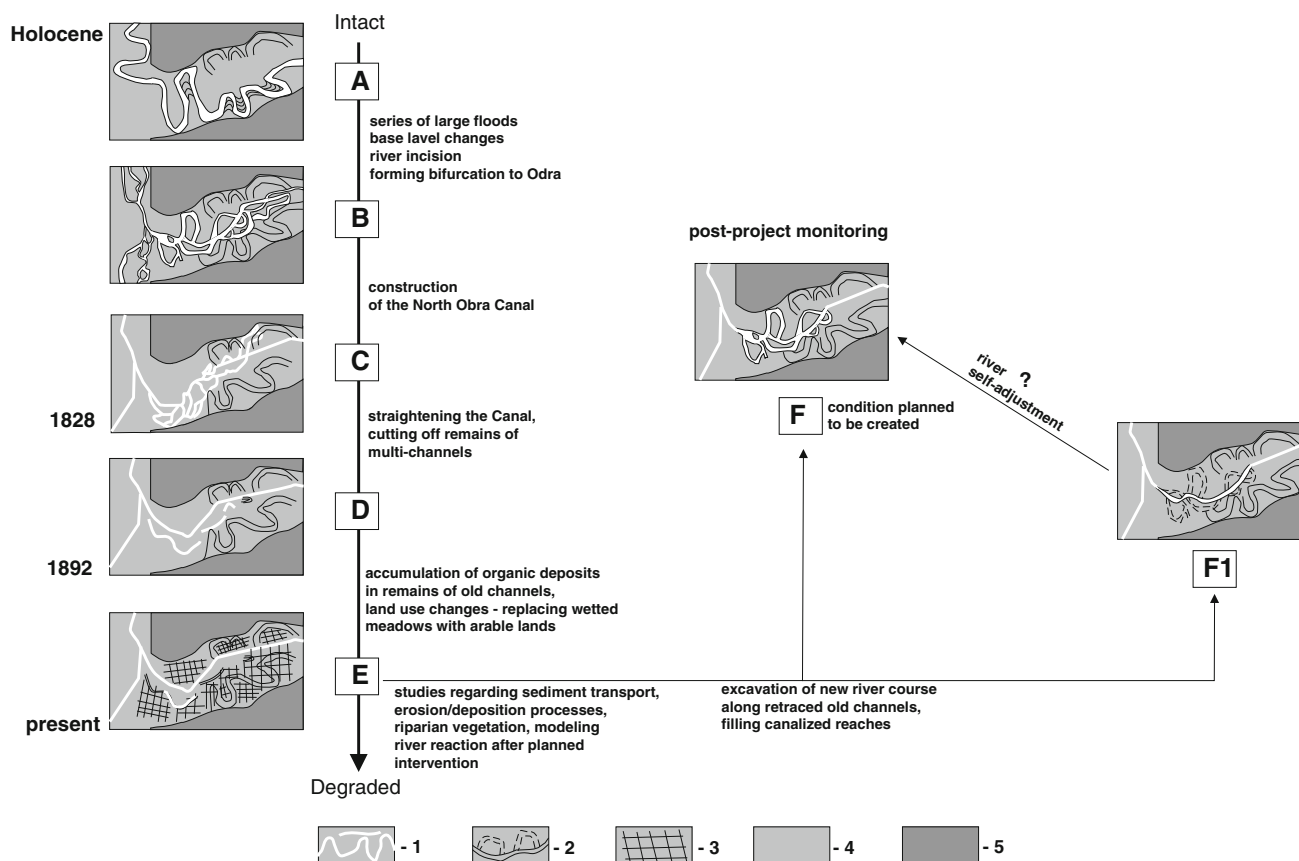 Intact
Holocene
A
series of large floods
base lavel changes
river incision
forming bifurcation to Odra
B
construction
of the North Obra Canal
C
1828
straightening the Canal,
cutting off remains of
multi-channels
D
1892
accumulation of organic deposits
in remains of old channels,
land use changes - replacing wetted
meadows with arable lands
E
present
studies regarding sediment transport,
erosion/deposition processes,
riparian vegetation, modeling
river reaction after planned
intervention
Degraded
post-project monitoring
F
condition planned
to be created
river ?
self-adjustment
F1
excavation of new river course
along retraced old channels,
filling canalized reaches
- 1
- 2
- 3
- 4
- 5